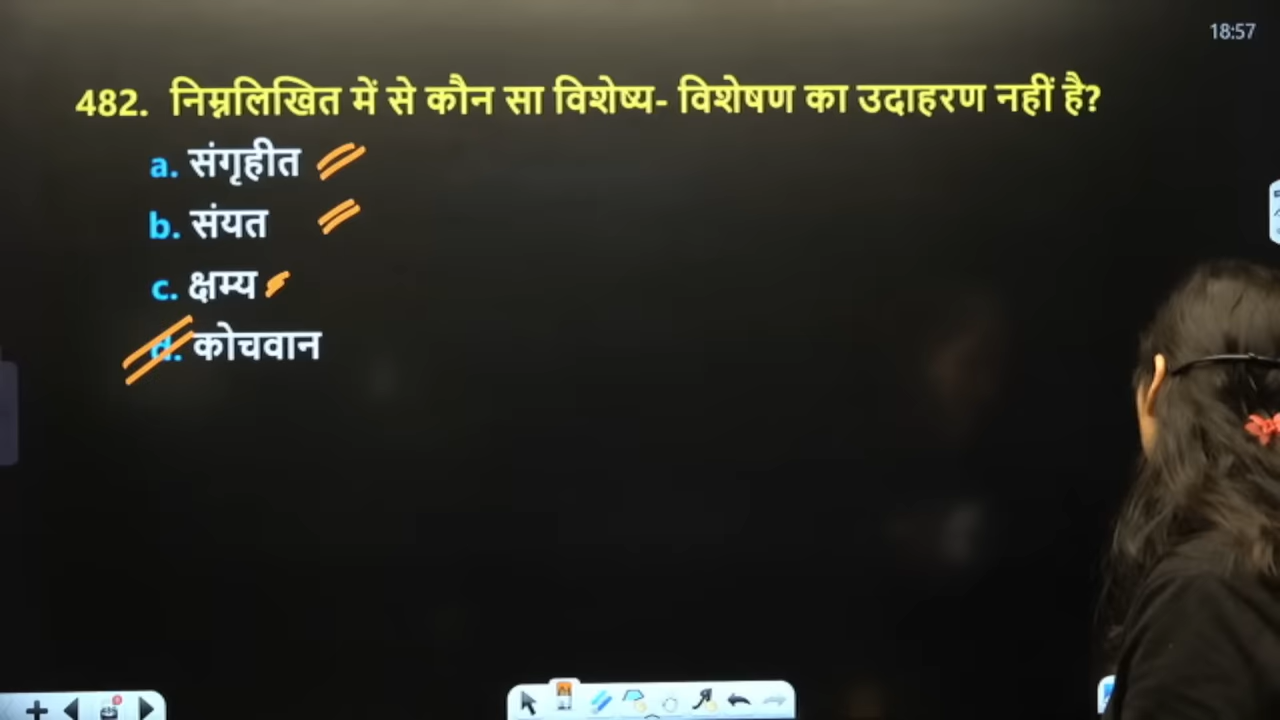 18:57
482. निम्नलिखित में से कौन सा विशेष्य- विशेषण का उदाहरण नहीं है?
a. संगृहीत
b. संयत
c. क्षम्य
d. कोचवान